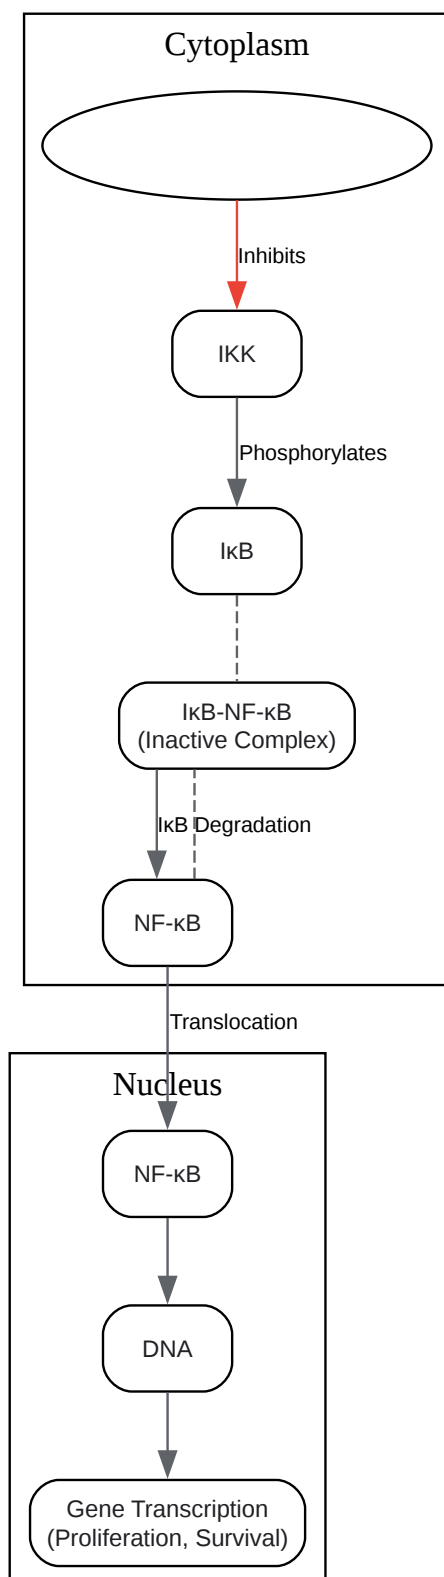 Cytoplasm
Inhibits
IKK
Phosphorylates
IκB
IκB-NF-κB
(Inactive Complex)
IκB Degradation
NF-κB
Translocation
Nucleus
NF-κB
DNA
Gene Transcription
(Proliferation, Survival)